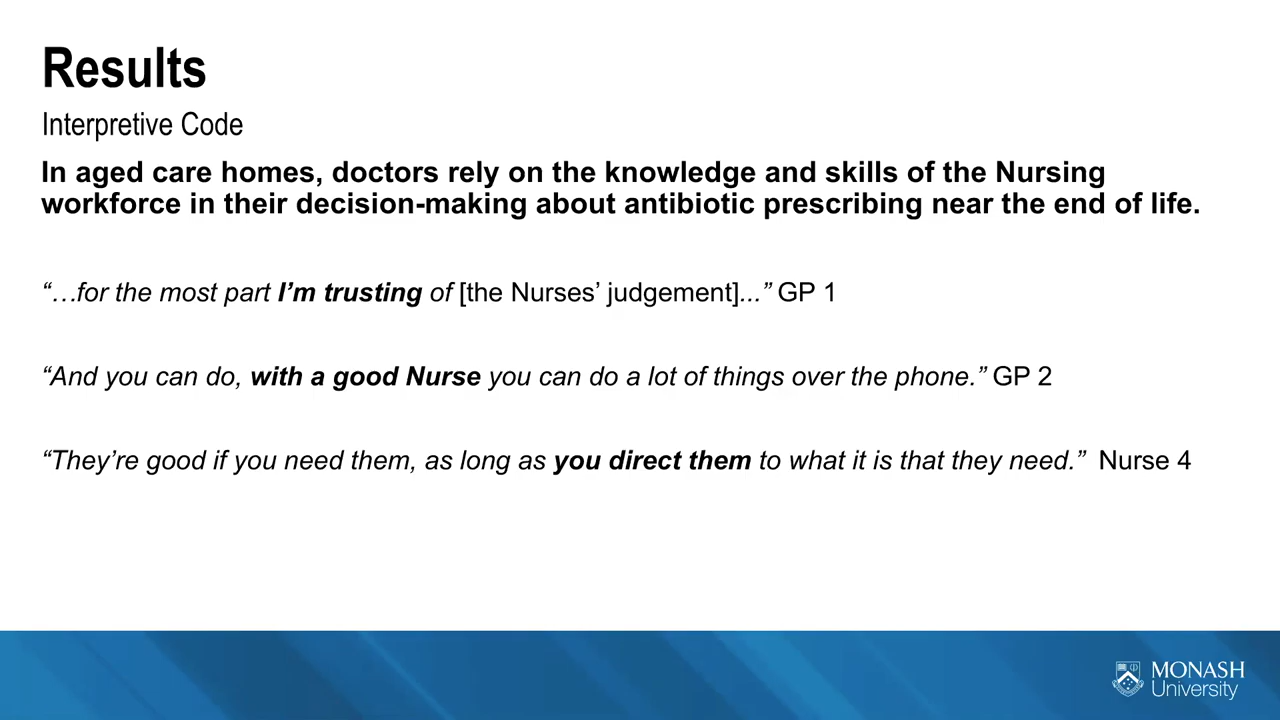 Results
Interpretive Code
In aged care homes, doctors rely on the knowledge and skills of the Nursing
workforce in their decision-making about antibiotic prescribing near the end of life.
“…for the most part I’m trusting of [the Nurses’ judgement]...” GP 1
“And you can do, with a good Nurse you can do a lot of things over the phone.” GP 2
“They’re good if you need them, as long as you direct them to what it is that they need.” Nurse 4
MONASH
University